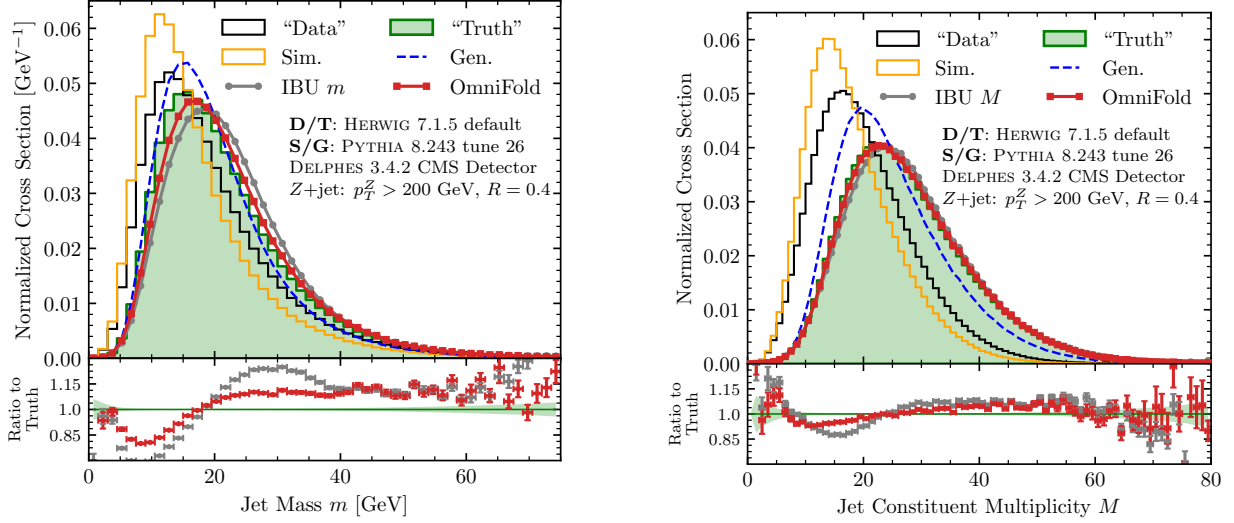 Normalized Cross Section [GeV⁻¹]
0.06
0.05
0.04
0.03
0.02
0.01
0.00
“Data”
Sim.
IBU m
“Truth”
Gen.
OmniFold
D/T: HERWIG 7.1.5 default
S/G: PYTHIA 8.243 tune 26
DELPHES 3.4.2 CMS Detector
Z+jet: p_T^Z > 200 GeV, R = 0.4
Ratio to
Truth
1.15
1.0
0.85
0 10 20 30 40 50 60 70
Jet Mass m [GeV]
Normalized Cross Section
0.06
0.05
0.04
0.03
0.02
0.01
0.00
“Data”
Sim.
IBU M
“Truth”
Gen.
OmniFold
D/T: HERWIG 7.1.5 default
S/G: PYTHIA 8.243 tune 26
DELPHES 3.4.2 CMS Detector
Z+jet: p_T^Z > 200 GeV, R = 0.4
Ratio to
Truth
1.15
1.0
0.85
0 20 40 60 80
Jet Constituent Multiplicity M